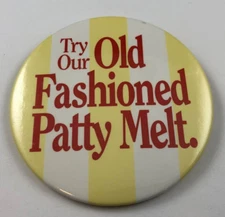 Try
Our Old
Fashioned
Patty Melt.